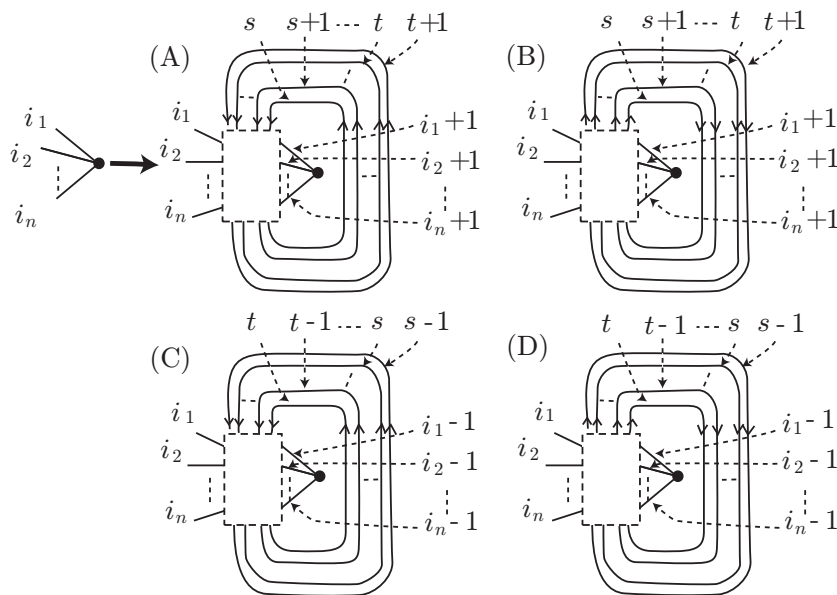 s s+1 t t+1
(A)
i1
i2
in
i1
i2
in
i1+1
i2+1
in+1
s s+1 t t+1
(B)
i1
i2
in
i1+1
i2+1
in+1
t t-1 s s-1
(C)
i1
i2
in
i1-1
i2-1
in-1
t t-1 s s-1
(D)
i1
i2
in
i1-1
i2-1
in-1